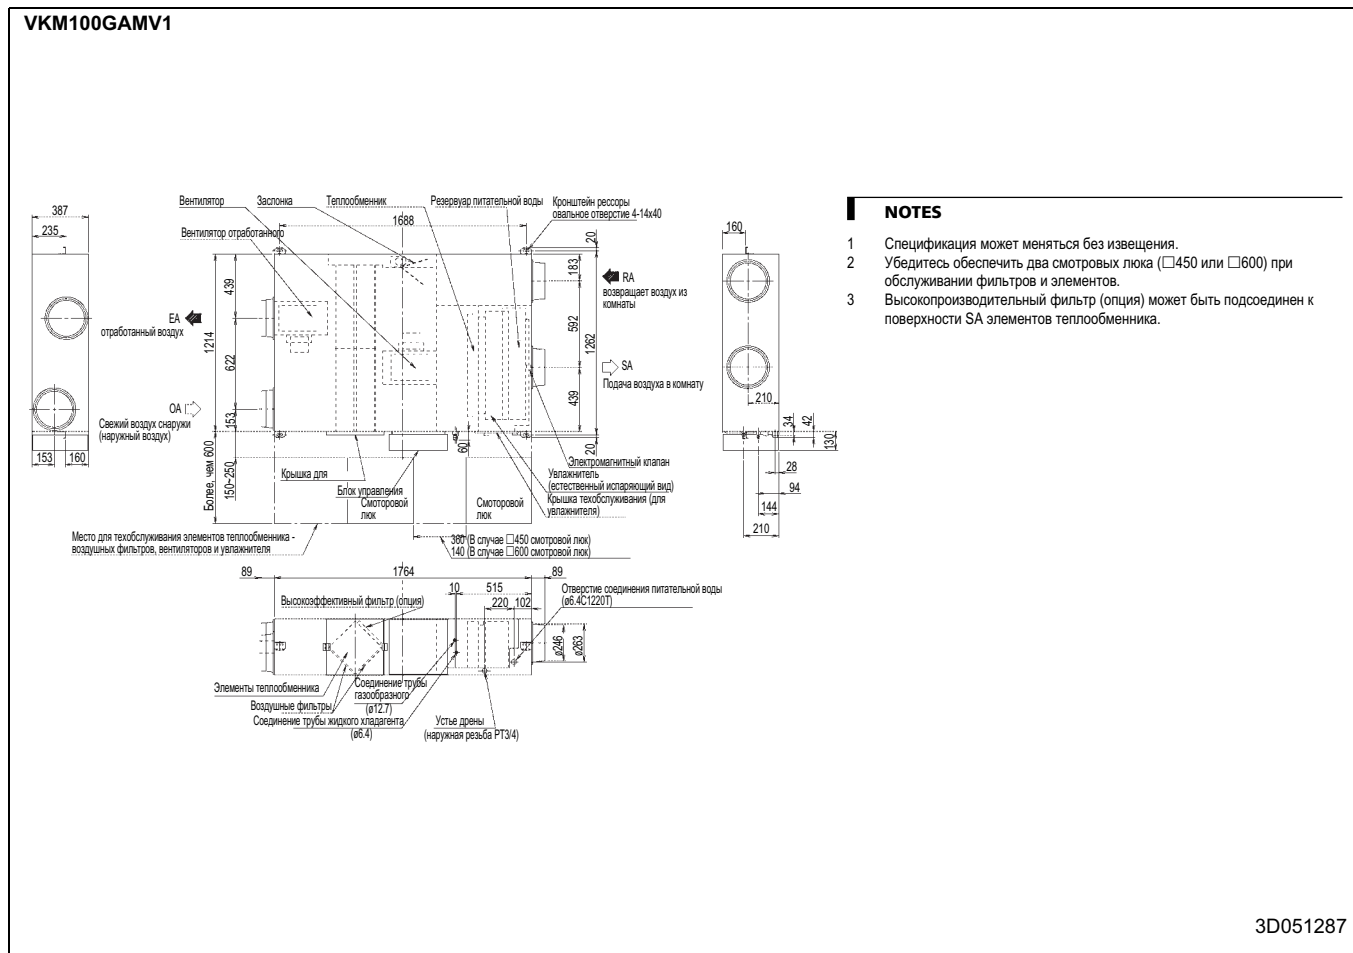 VKM100GAMV1
387
235
Вентилятор
Заслонка
Теплообменник
Резервуар питательной воды
Кронштейн рессоры
овальное отверстие 4-14x40
1688
Вентилятор отработанного
20
183
RA
возвращает воздух из
комнаты
439
EA
отработанный воздух
1214
622
592
1262
SA
Подача воздуха в комнату
OA
Свежий воздух снаружи
(наружный воздух)
153
439
60
20
153
160
Более, чем 600
150~250
Крышка для
Блок управления
Смоторовой
люк
Смоторовой
люк
Электромагнитный клапан
Увлажнитель
(естественный испаряющий вид)
Крышка техобслуживания (для
увлажнителя)
Место для техобслуживания элементов теплообменника -
воздушных фильтров, вентиляторов и увлажнителя
380 (В случае □450 смотровой люк)
140 (В случае □600 смотровой люк)
160
210
34
42
130
28
94
144
210
89
1764
89
10
515
220
102
Высокоэффективный фильтр (опция)
Отверстие соединения питательной воды
(ø6.4C1220T)
ø246
ø263
Элементы теплообменника
Воздушные фильтры
Соединение трубы
газообразного
(ø12.7)
Соединение трубы жидкого хладагента
(ø6.4)
Устье дрены
(наружная резьба PT3/4)
NOTES
1 Спецификация может меняться без извещения.
2 Убедитесь обеспечить два смотровых люка (□450 или □600) при
обслуживании фильтров и элементов.
3 Высокопроизводительный фильтр (опция) может быть подсоединен к
поверхности SA элементов теплообменника.
3D051287